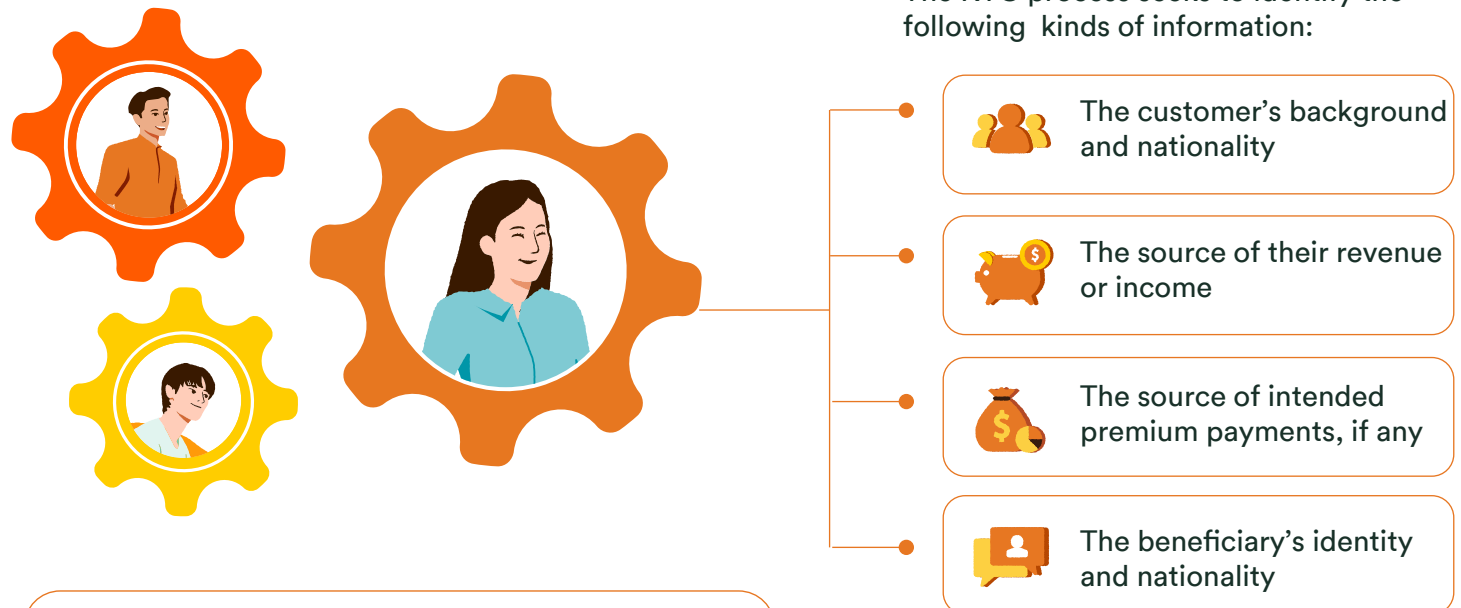 following  kinds of information:
The customer’s background
and nationality
The source of their revenue
or income
The source of intended
premium payments, if any
The beneficiary’s identity
and nationality